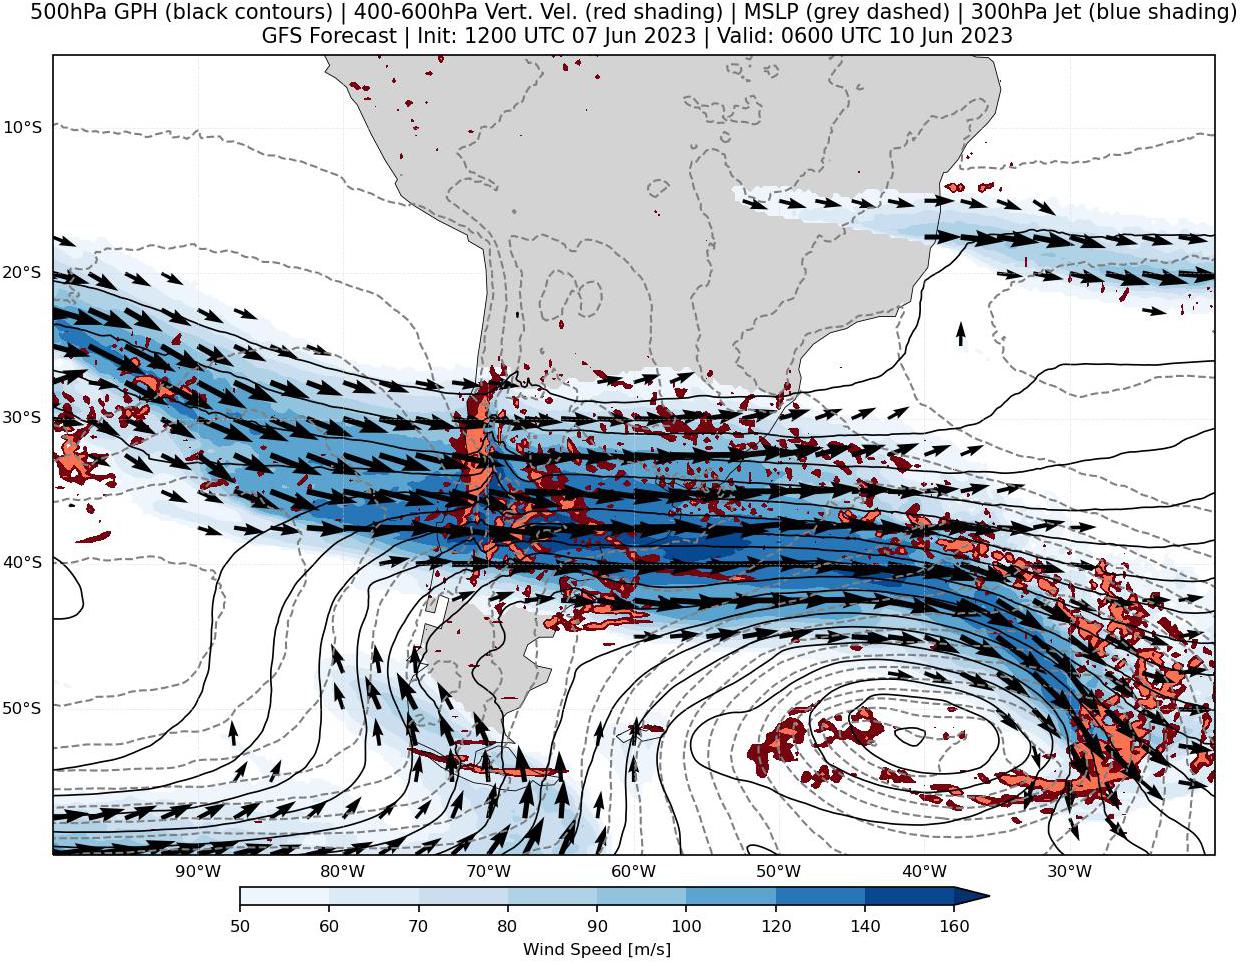 500hPa GPH (black contours) | 400-600hPa Vert. Vel. (red shading) | MSLP (grey dashed) | 300hPa Jet (blue shading)
GFS Forecast | Init: 1200 UTC 07 Jun 2023 | Valid: 0600 UTC 10 Jun 2023
10°S
20°S
30°S
40°S
50°S
90°W 80°W 70°W 60°W 50°W 40°W 30°W
50 60 70 80 90 100 120 140 160
Wind Speed [m/s]